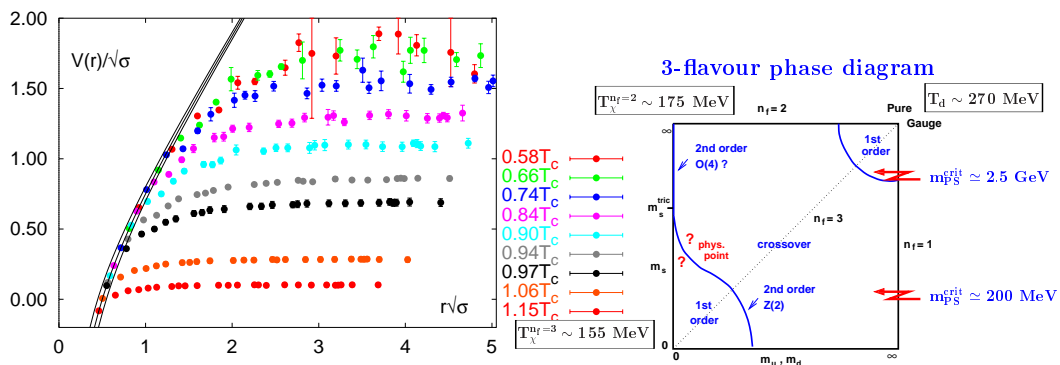 2.00
1.50
1.00
0.50
0.00
V(r)/√σ
0 1 2 3 4 5
r√σ
0.58T_c
0.66T_c
0.74T_c
0.84T_c
0.90T_c
0.94T_c
0.97T_c
1.06T_c
1.15T_c
3-flavour phase diagram
T_χ^{n_f=2} ~ 175 MeV
n_f = 2
Pure
Gauge
T_d ~ 270 MeV
∞
2nd order
O(4) ?
1st
order
m_PS^crit ≃ 2.5 GeV
m_s^tric
n_f = 3
?
phys.
point
?
crossover
n_f = 1
m_s
1st
order
2nd order
Z(2)
m_PS^crit ≃ 200 MeV
T_χ^{n_f=3} ~ 155 MeV
0
0
m_u , m_d
∞